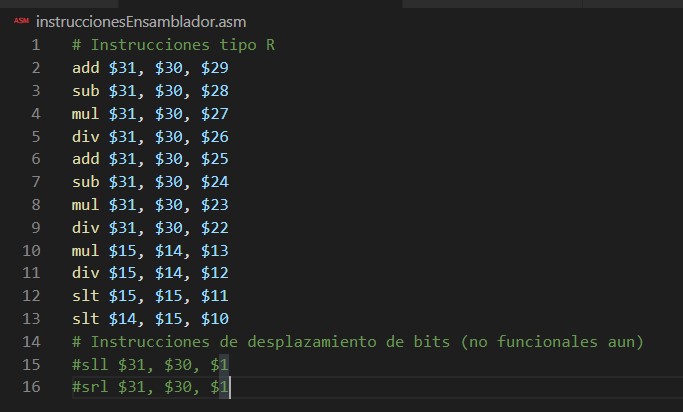 ASM instruccionesEnsamblador.asm
1 # Instrucciones tipo R
2 add $31, $30, $29
3 sub $31, $30, $28
4 mul $31, $30, $27
5 div $31, $30, $26
6 add $31, $30, $25
7 sub $31, $30, $24
8 mul $31, $30, $23
9 div $31, $30, $22
10 mul $15, $14, $13
11 div $15, $14, $12
12 slt $15, $15, $11
13 slt $14, $15, $10
14 # Instrucciones de desplazamiento de bits (no funcionales aun)
15 #sll $31, $30, $1
16 #srl $31, $30, $1